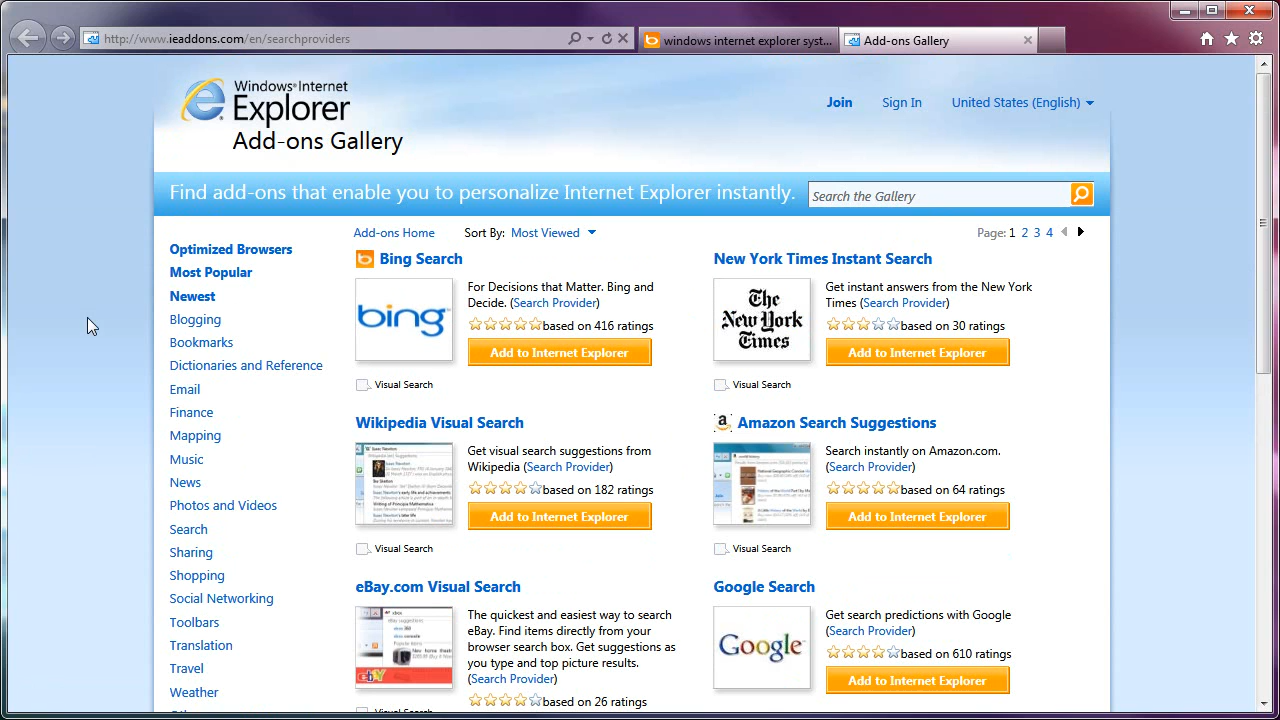 http://www.ieaddons.com/en/searchproviders
windows internet explorer syst...
Add-ons Gallery
Windows Internet
Explorer
Add-ons Gallery
Join
Sign In
United States (English)
Find add-ons that enable you to personalize Internet Explorer instantly.
Search the Gallery
Optimized Browsers
Most Popular
Newest
Blogging
Bookmarks
Dictionaries and Reference
Email
Finance
Mapping
Music
News
Photos and Videos
Search
Sharing
Shopping
Social Networking
Toolbars
Translation
Travel
Weather
Add-ons Home
Sort By: Most Viewed
Page: 1 2 3 4
Bing Search
bing
For Decisions that Matter. Bing and
Decide. (Search Provider)
based on 416 ratings
Add to Internet Explorer
Visual Search
New York Times Instant Search
The
New York
Times
Get instant answers from the New York
Times (Search Provider)
based on 30 ratings
Add to Internet Explorer
Visual Search
Wikipedia Visual Search
Get visual search suggestions from
Wikipedia (Search Provider)
based on 182 ratings
Add to Internet Explorer
Visual Search
Amazon Search Suggestions
Search instantly on Amazon.com.
(Search Provider)
based on 64 ratings
Add to Internet Explorer
Visual Search
eBay.com Visual Search
The quickest and easiest way to search
eBay. Find items directly from your
browser search box. Get suggestions as
you type and top picture results.
(Search Provider)
based on 26 ratings
Google Search
Google
Get search predictions with Google
(Search Provider)
based on 610 ratings
Add to Internet Explorer